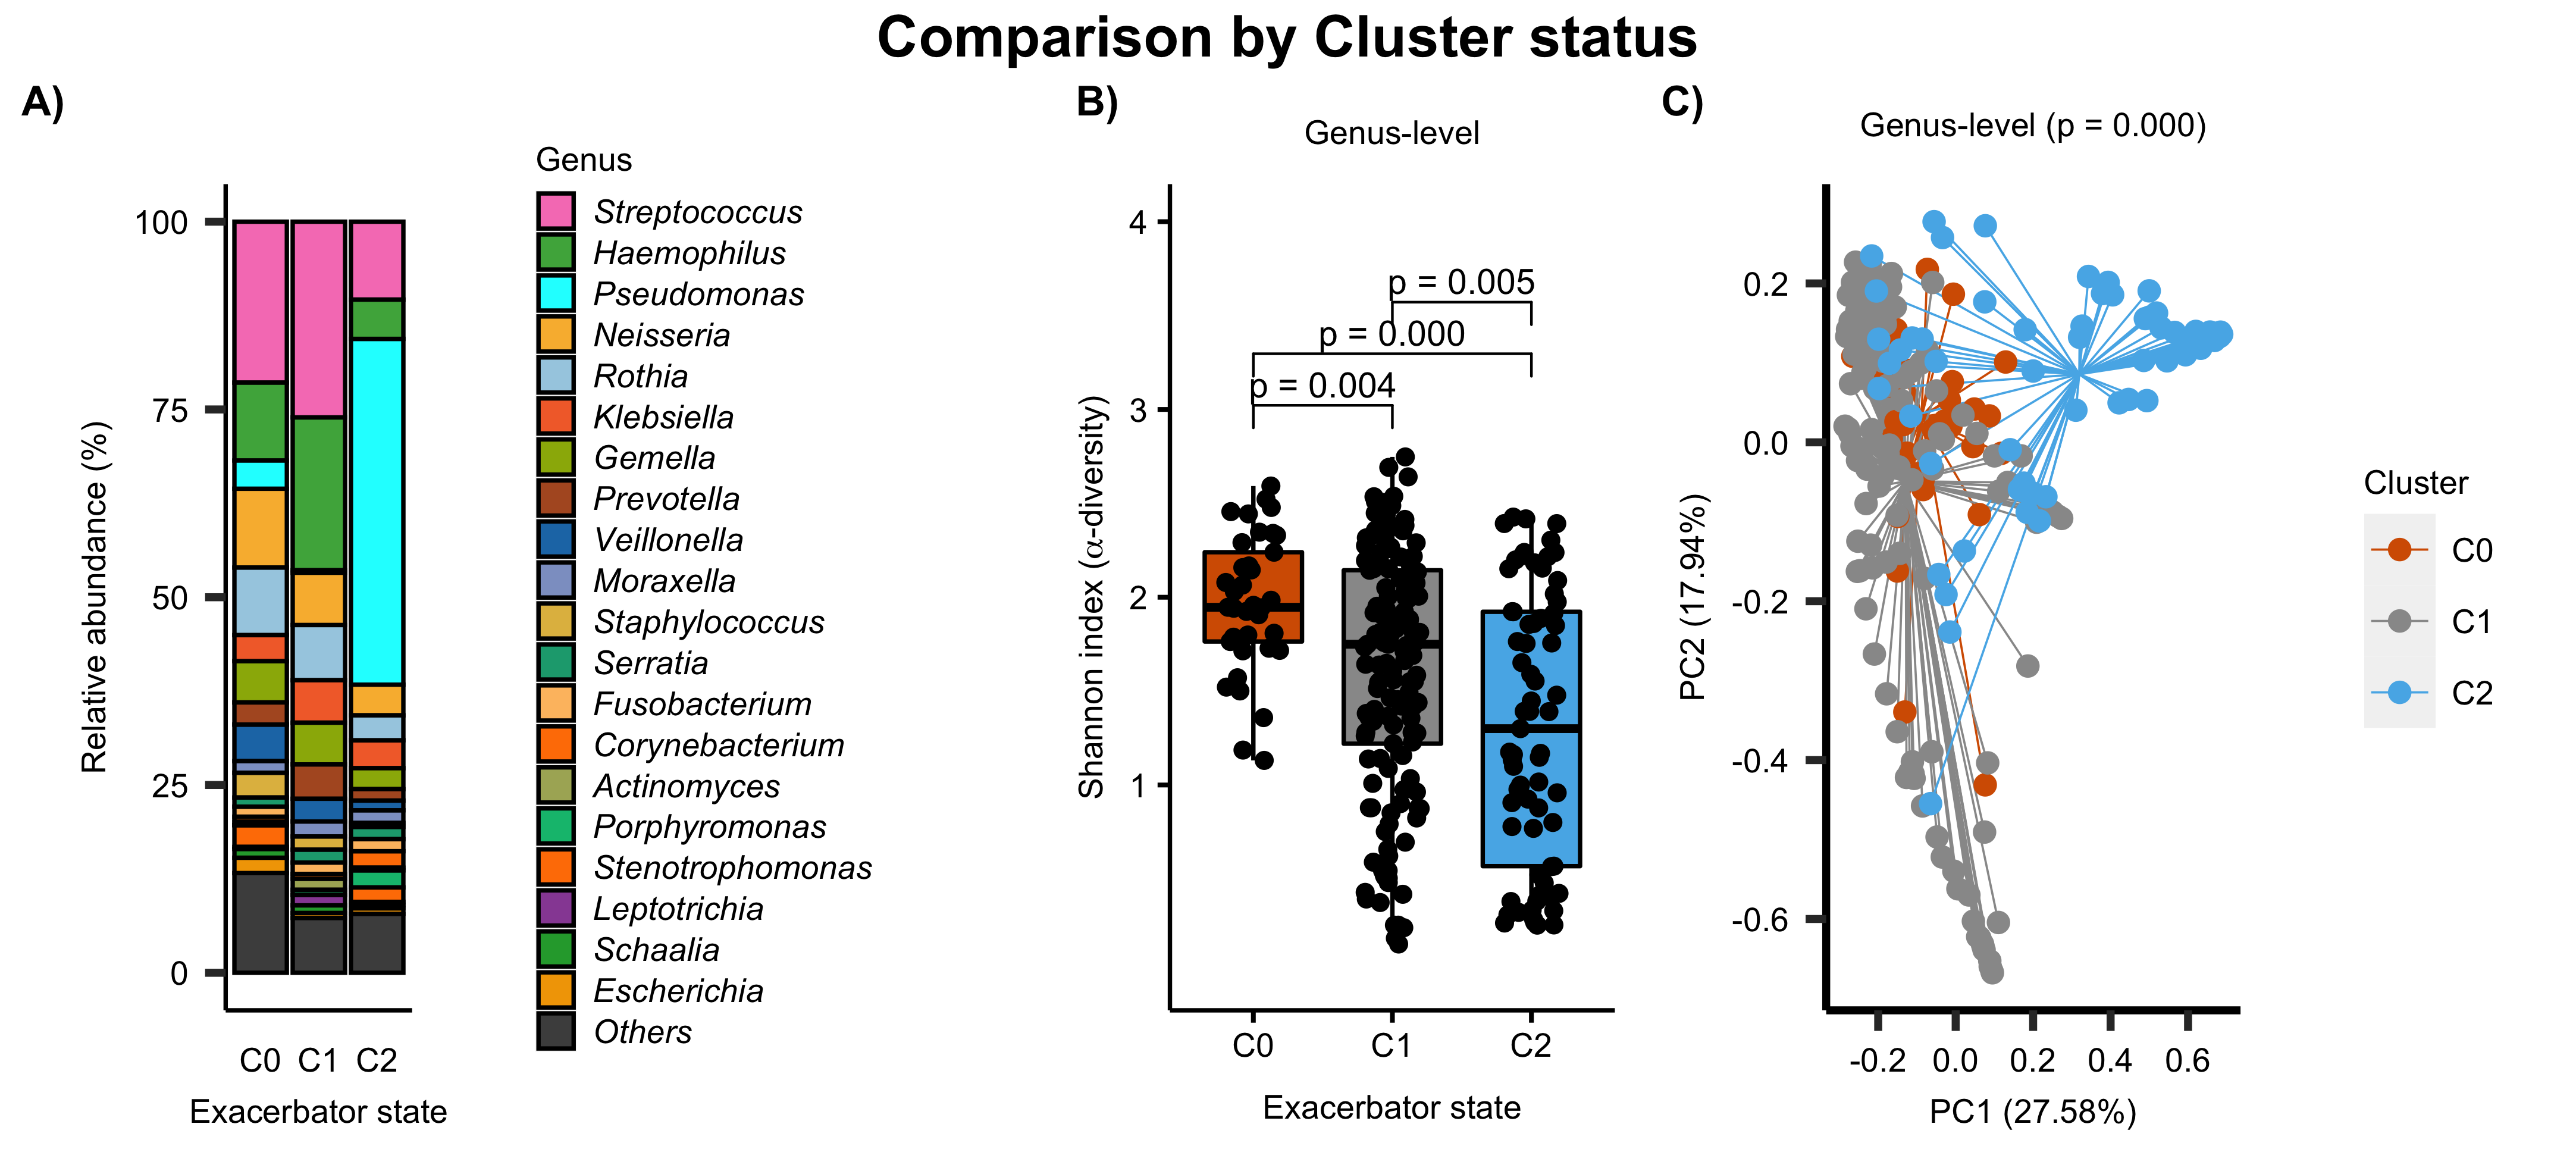 Comparison by Cluster status
A)
Relative abundance (%)
100
75
50
25
0
C0 C1 C2
Exacerbator state
Genus
Streptococcus
Haemophilus
Pseudomonas
Neisseria
Rothia
Klebsiella
Gemella
Prevotella
Veillonella
Moraxella
Staphylococcus
Serratia
Fusobacterium
Corynebacterium
Actinomyces
Porphyromonas
Stenotrophomonas
Leptotrichia
Schaalia
Escherichia
Others
B)
Genus-level
Shannon index (α-diversity)
4
3
2
1
p = 0.005
p = 0.000
p = 0.004
C0 C1 C2
Exacerbator state
C)
Genus-level (p = 0.000)
PC2 (17.94%)
0.2
0.0
-0.2
-0.4
-0.6
-0.2 0.0 0.2 0.4 0.6
PC1 (27.58%)
Cluster
C0
C1
C2